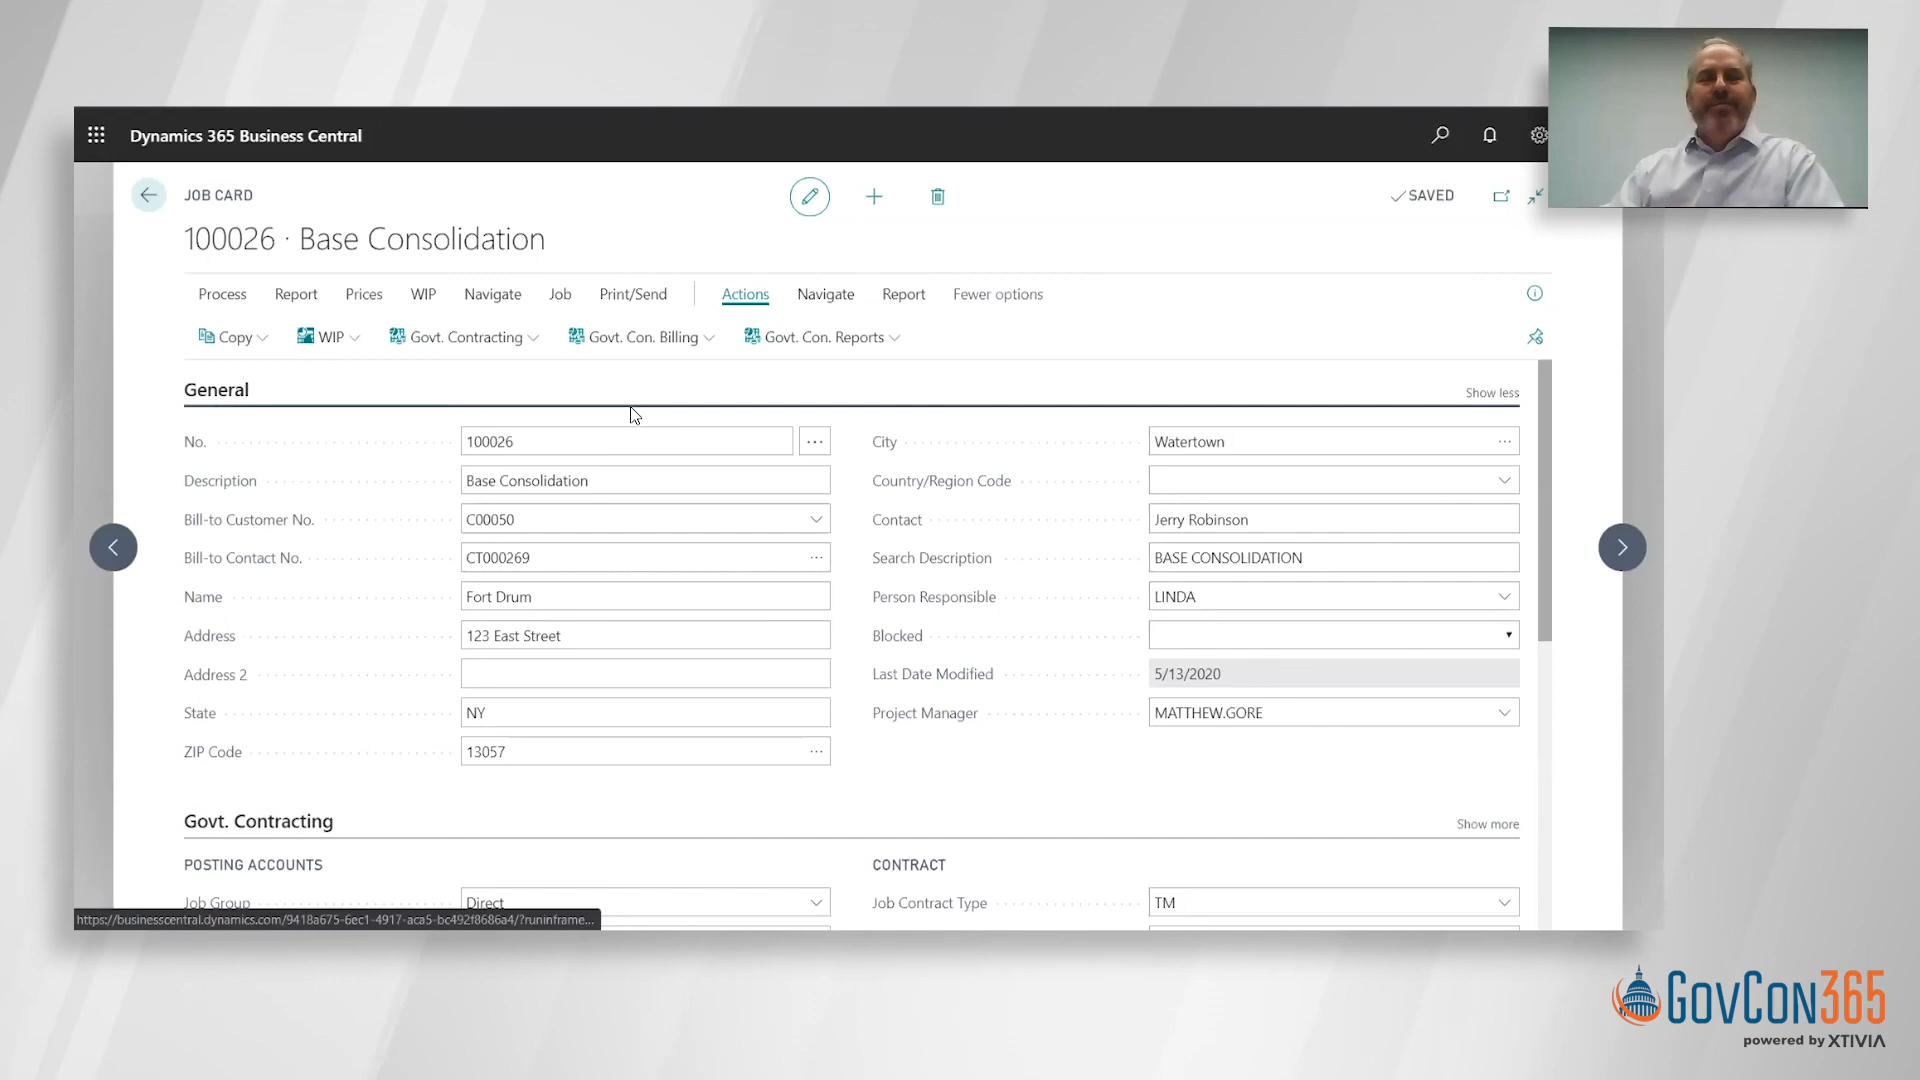 Dynamics 365 Business Central
JOB CARD
SAVED
100026 · Base Consolidation
Process Report Prices WIP Navigate Job Print/Send Actions Navigate Report Fewer options
Copy WIP Govt. Contracting Govt. Con. Billing Govt. Con. Reports
General Show less
No. 100026 City Watertown
Description Base Consolidation Country/Region Code
Bill-to Customer No. C00050 Contact Jerry Robinson
Bill-to Contact No. CT000269 Search Description BASE CONSOLIDATION
Name Fort Drum Person Responsible LINDA
Address 123 East Street Blocked
Address 2 Last Date Modified 5/13/2020
State NY Project Manager MATTHEW.GORE
ZIP Code 13057
Govt. Contracting Show more
POSTING ACCOUNTS CONTRACT
Job Group Direct Job Contract Type TM
https://businesscentral.dynamics.com/9418a675-6ec1-4917-aca5-bc492f8686a4/?runinframe...
GOVCON365
powered by XTIVIA